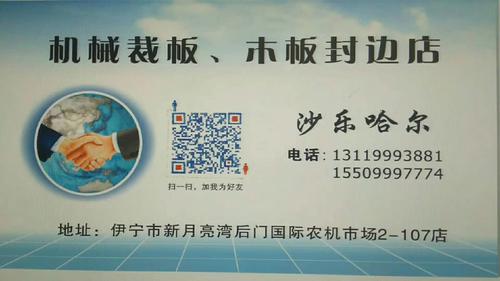 机械裁板、木板封边店
沙乐哈尔
电话：13119993881
15509997774
扫一扫，加我为好友
地址：伊宁市新月亮湾后门国际农机市场2-107店